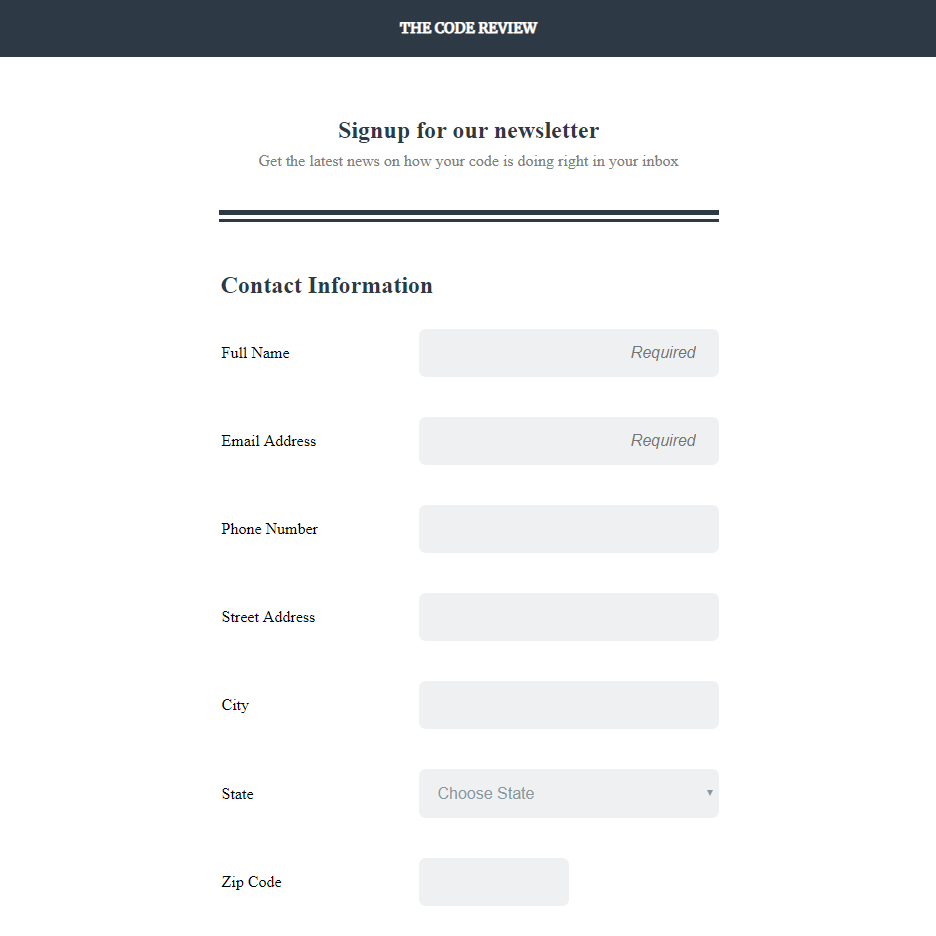 THE CODE REVIEW
Signup for our newsletter
Get the latest news on how your code is doing right in your inbox
Contact Information
Full Name
Required
Email Address
Required
Phone Number
Street Address
City
State
Choose State
Zip Code